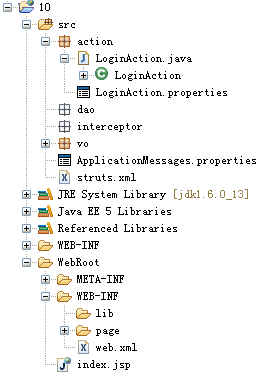 10
src
action
LoginAction.java
LoginAction
LoginAction.properties
dao
interceptor
vo
ApplicationMessages.properties
struts.xml
JRE System Library [jdk1.6.0_13]
Java EE 5 Libraries
Referenced Libraries
WEB-INF
WebRoot
META-INF
WEB-INF
lib
page
web.xml
index.jsp